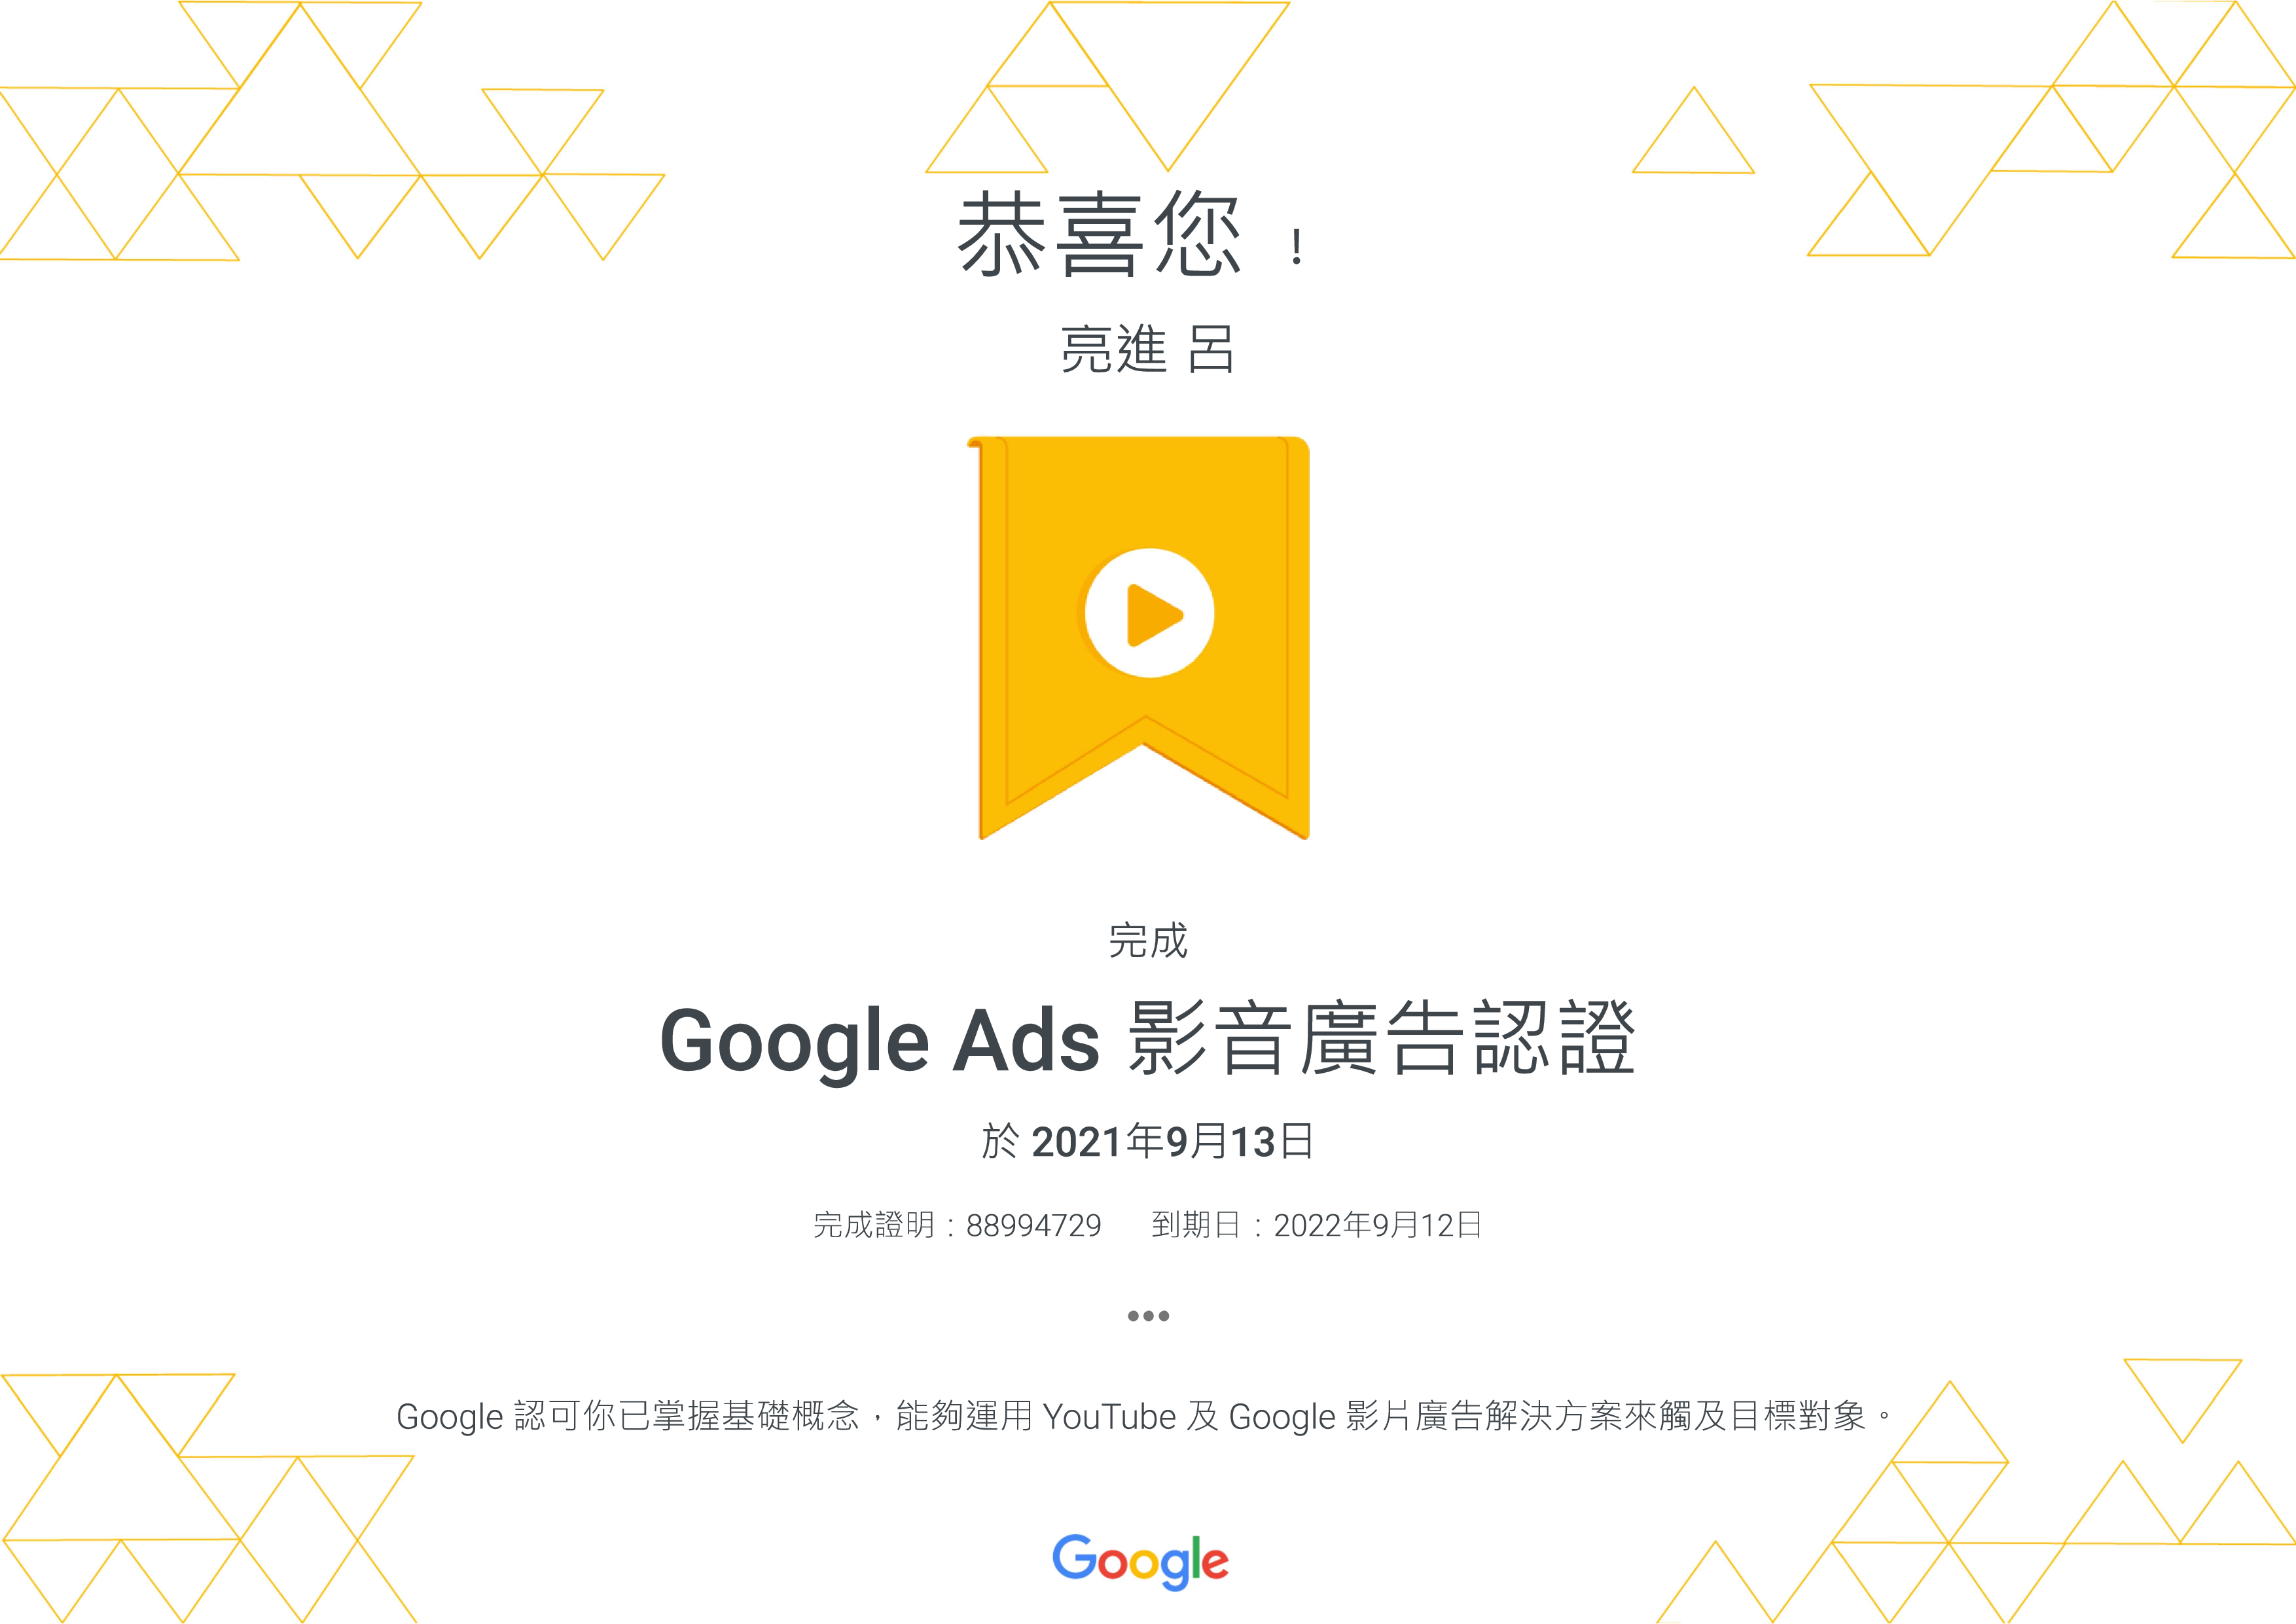 恭喜您 !
亮進 呂
完成
Google Ads 影音廣告認證
於 2021年9月13日
完成證明：88994729 到期日：2022年9月12日
Google 認可你已掌握基礎概念，能夠運用 YouTube 及 Google 影片廣告解決方案來觸及目標對象。
Google